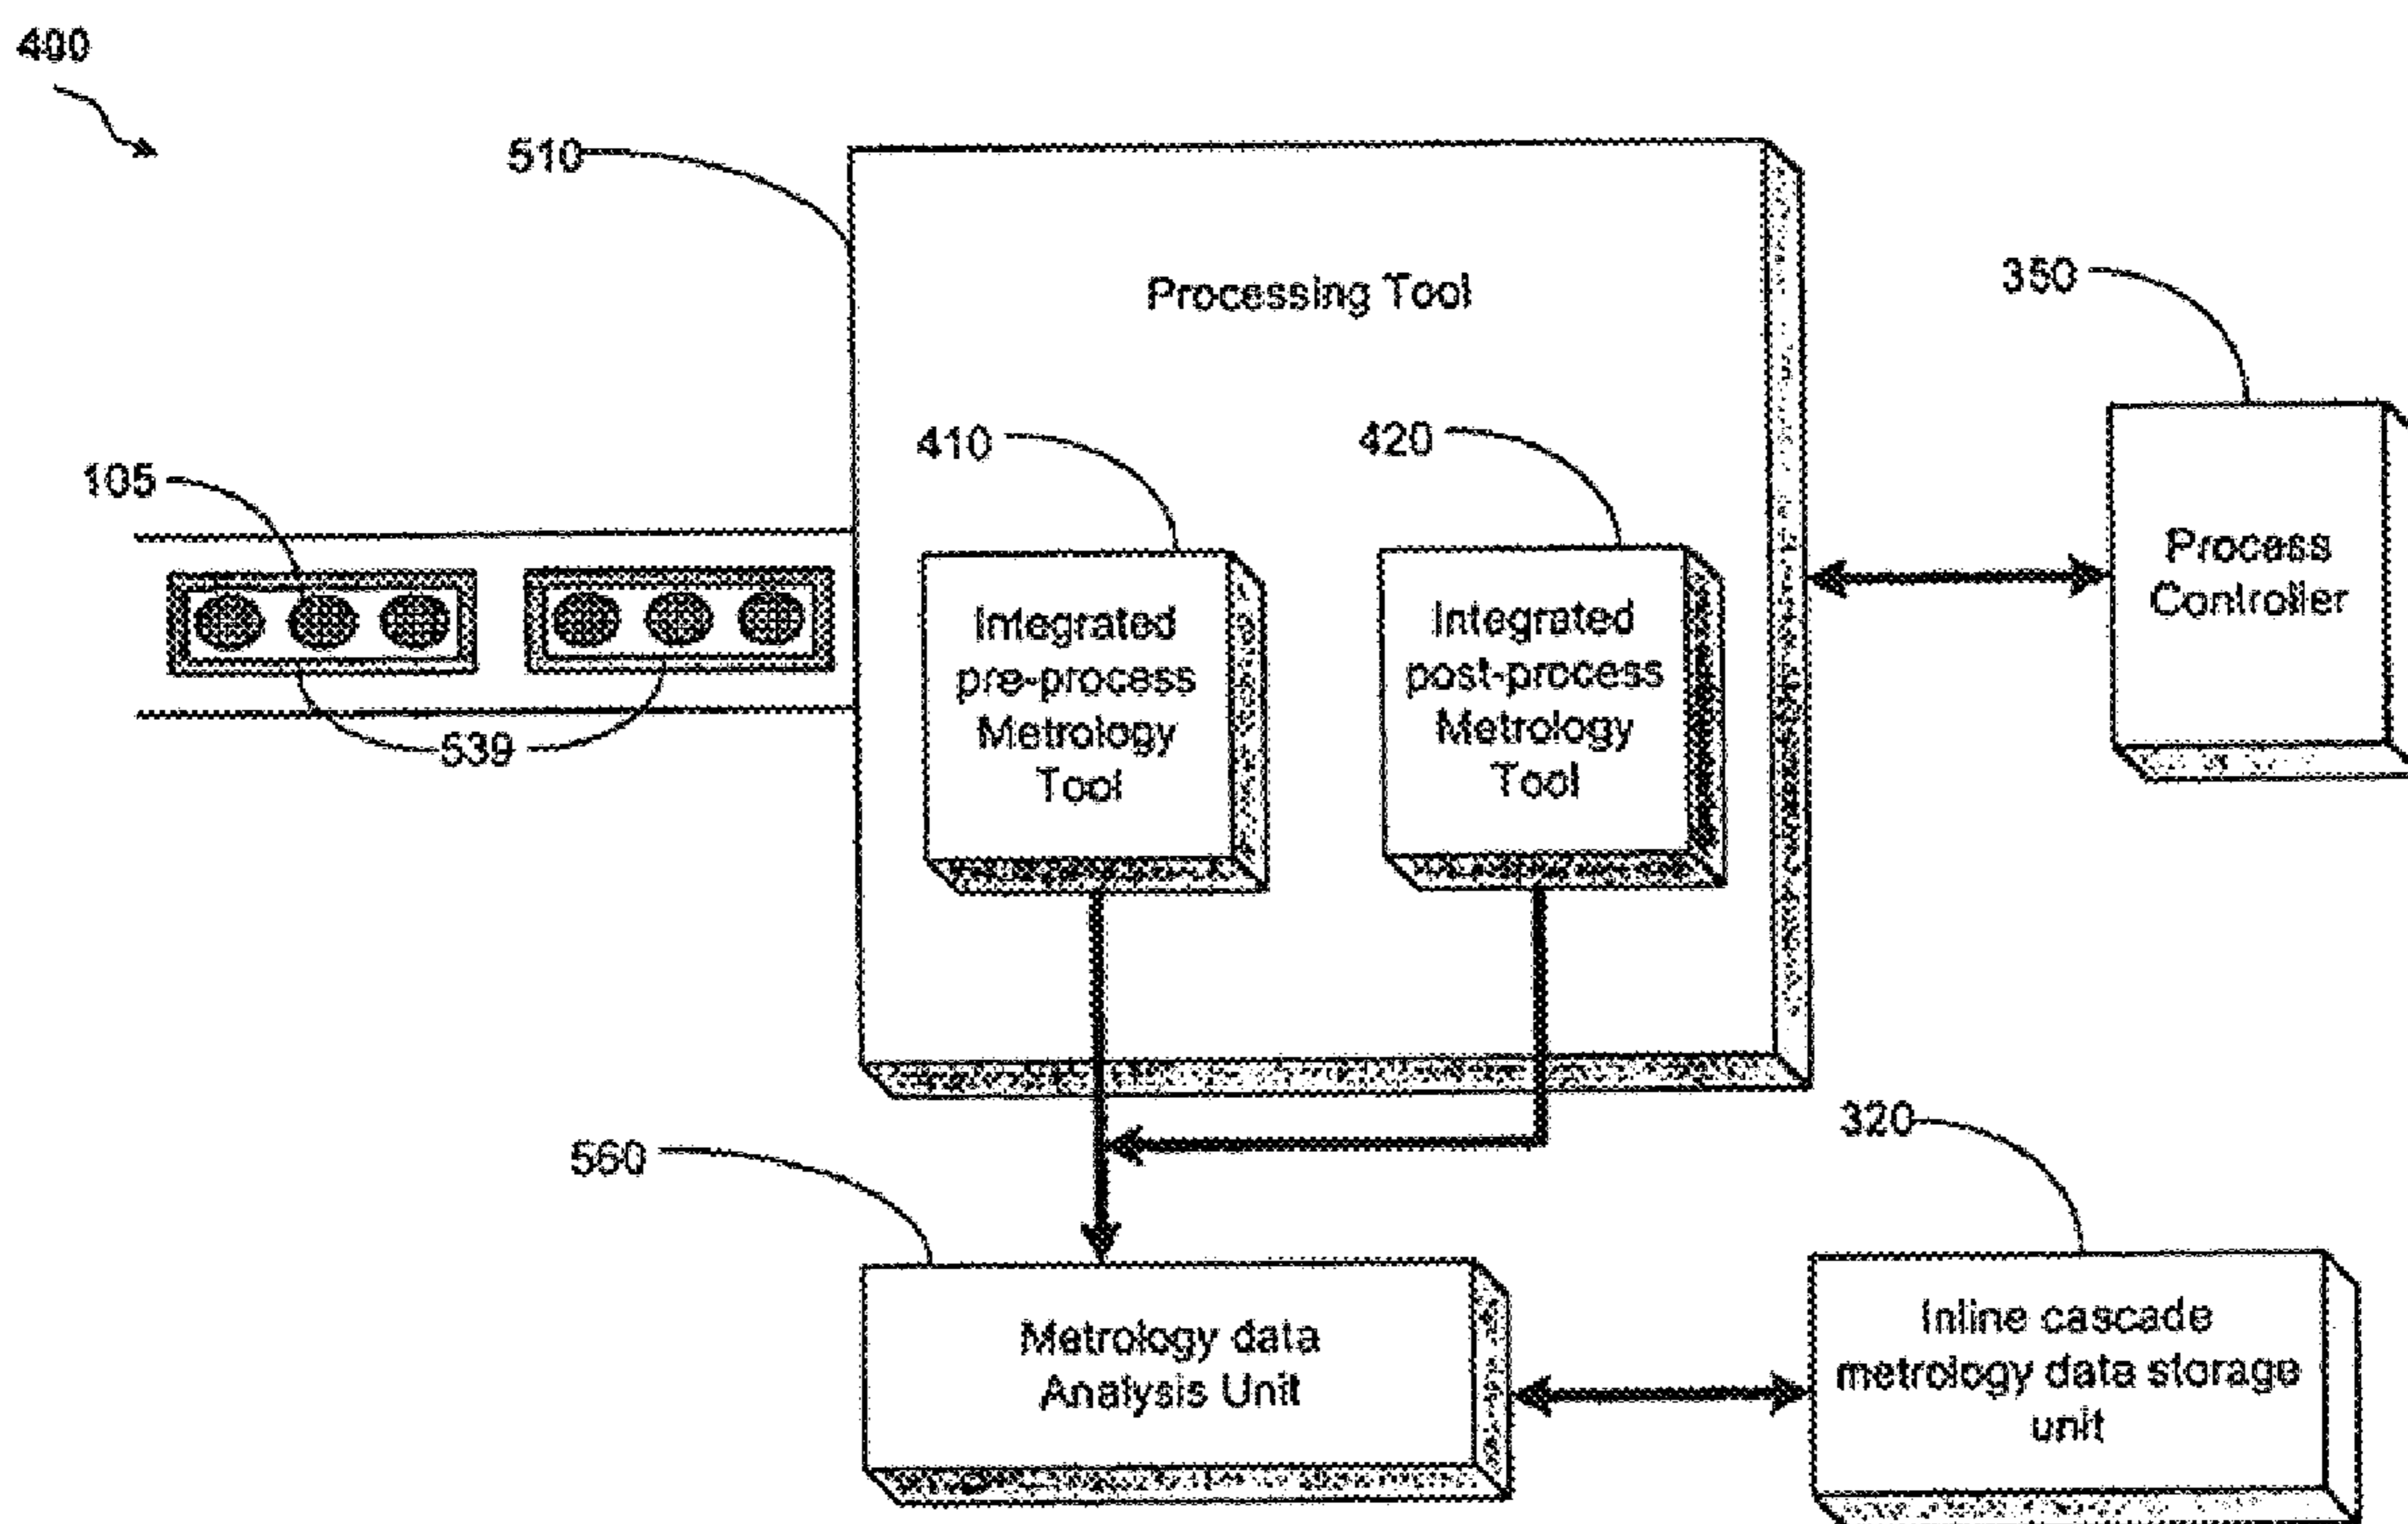 400
510
Processing Tool
350
410
420
105
Process
Controller
Integrated
pre-process
Metrology
Tool
Integrated
post-process
Metrology
Tool
539
320
560
Metrology data
Analysis Unit
Inline cascade
metrology data storage
unit